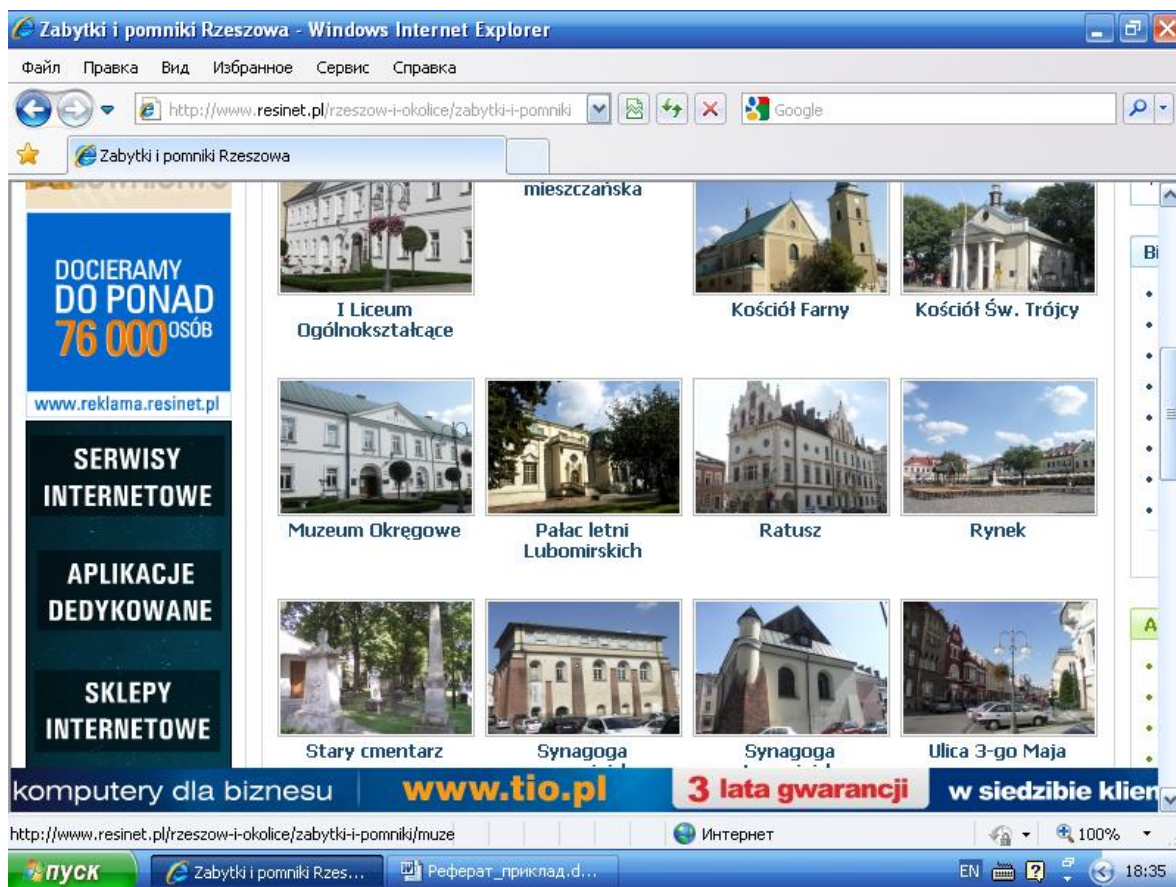 Zabytki i pomniki Rzeszowa - Windows Internet Explorer
Файл Правка Вид Избранное Сервис Справка
http://www.resinet.pl/rzeszow-i-okolice/zabytki-i-pomniki
Google
Zabytki i pomniki Rzeszowa
mieszczańska
I Liceum
Ogólnokształcące
Kościół Farny
Kościół Św. Trójcy
Bi
DOCIERAMY
DO PONAD
76 000 OSÓB
www.reklama.resinet.pl
Muzeum Okręgowe
Pałac letni
Lubomirskich
Ratusz
Rynek
SERWISY
INTERNETOWE
APLIKACJE
DEDYKOWANE
SKLEPY
INTERNETOWE
A
Stary cmentarz
Synagoga
Synagoga
Ulica 3-go Maja
komputery dla biznesu www.tio.pl 3 lata gwarancji w siedzibie klien
http://www.resinet.pl/rzeszow-i-okolice/zabytki-i-pomniki/muze
Интернет
100%
пуск
Zabytki i pomniki Rzes...
Реферат_приклад.d...
EN
18:35